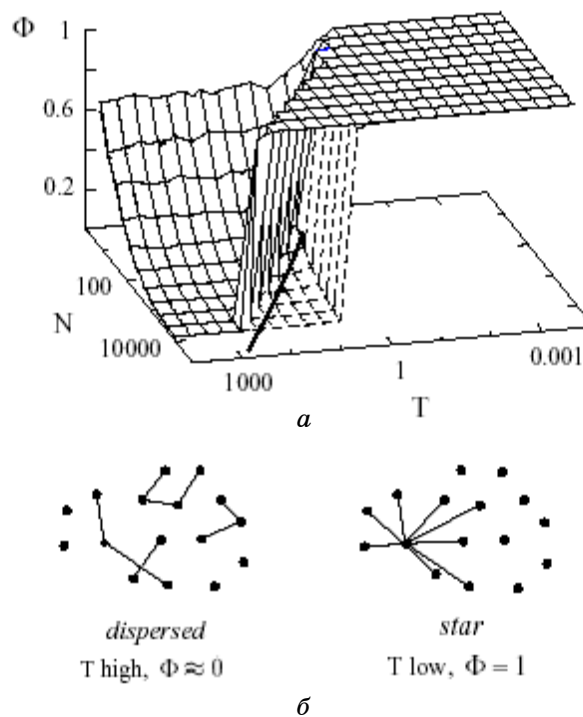 Φ 1
0.6
0.2
100
N
10000
1000
1
0.001
T
а
dispersed
star
T high, Φ ≈ 0
T low, Φ = 1
б